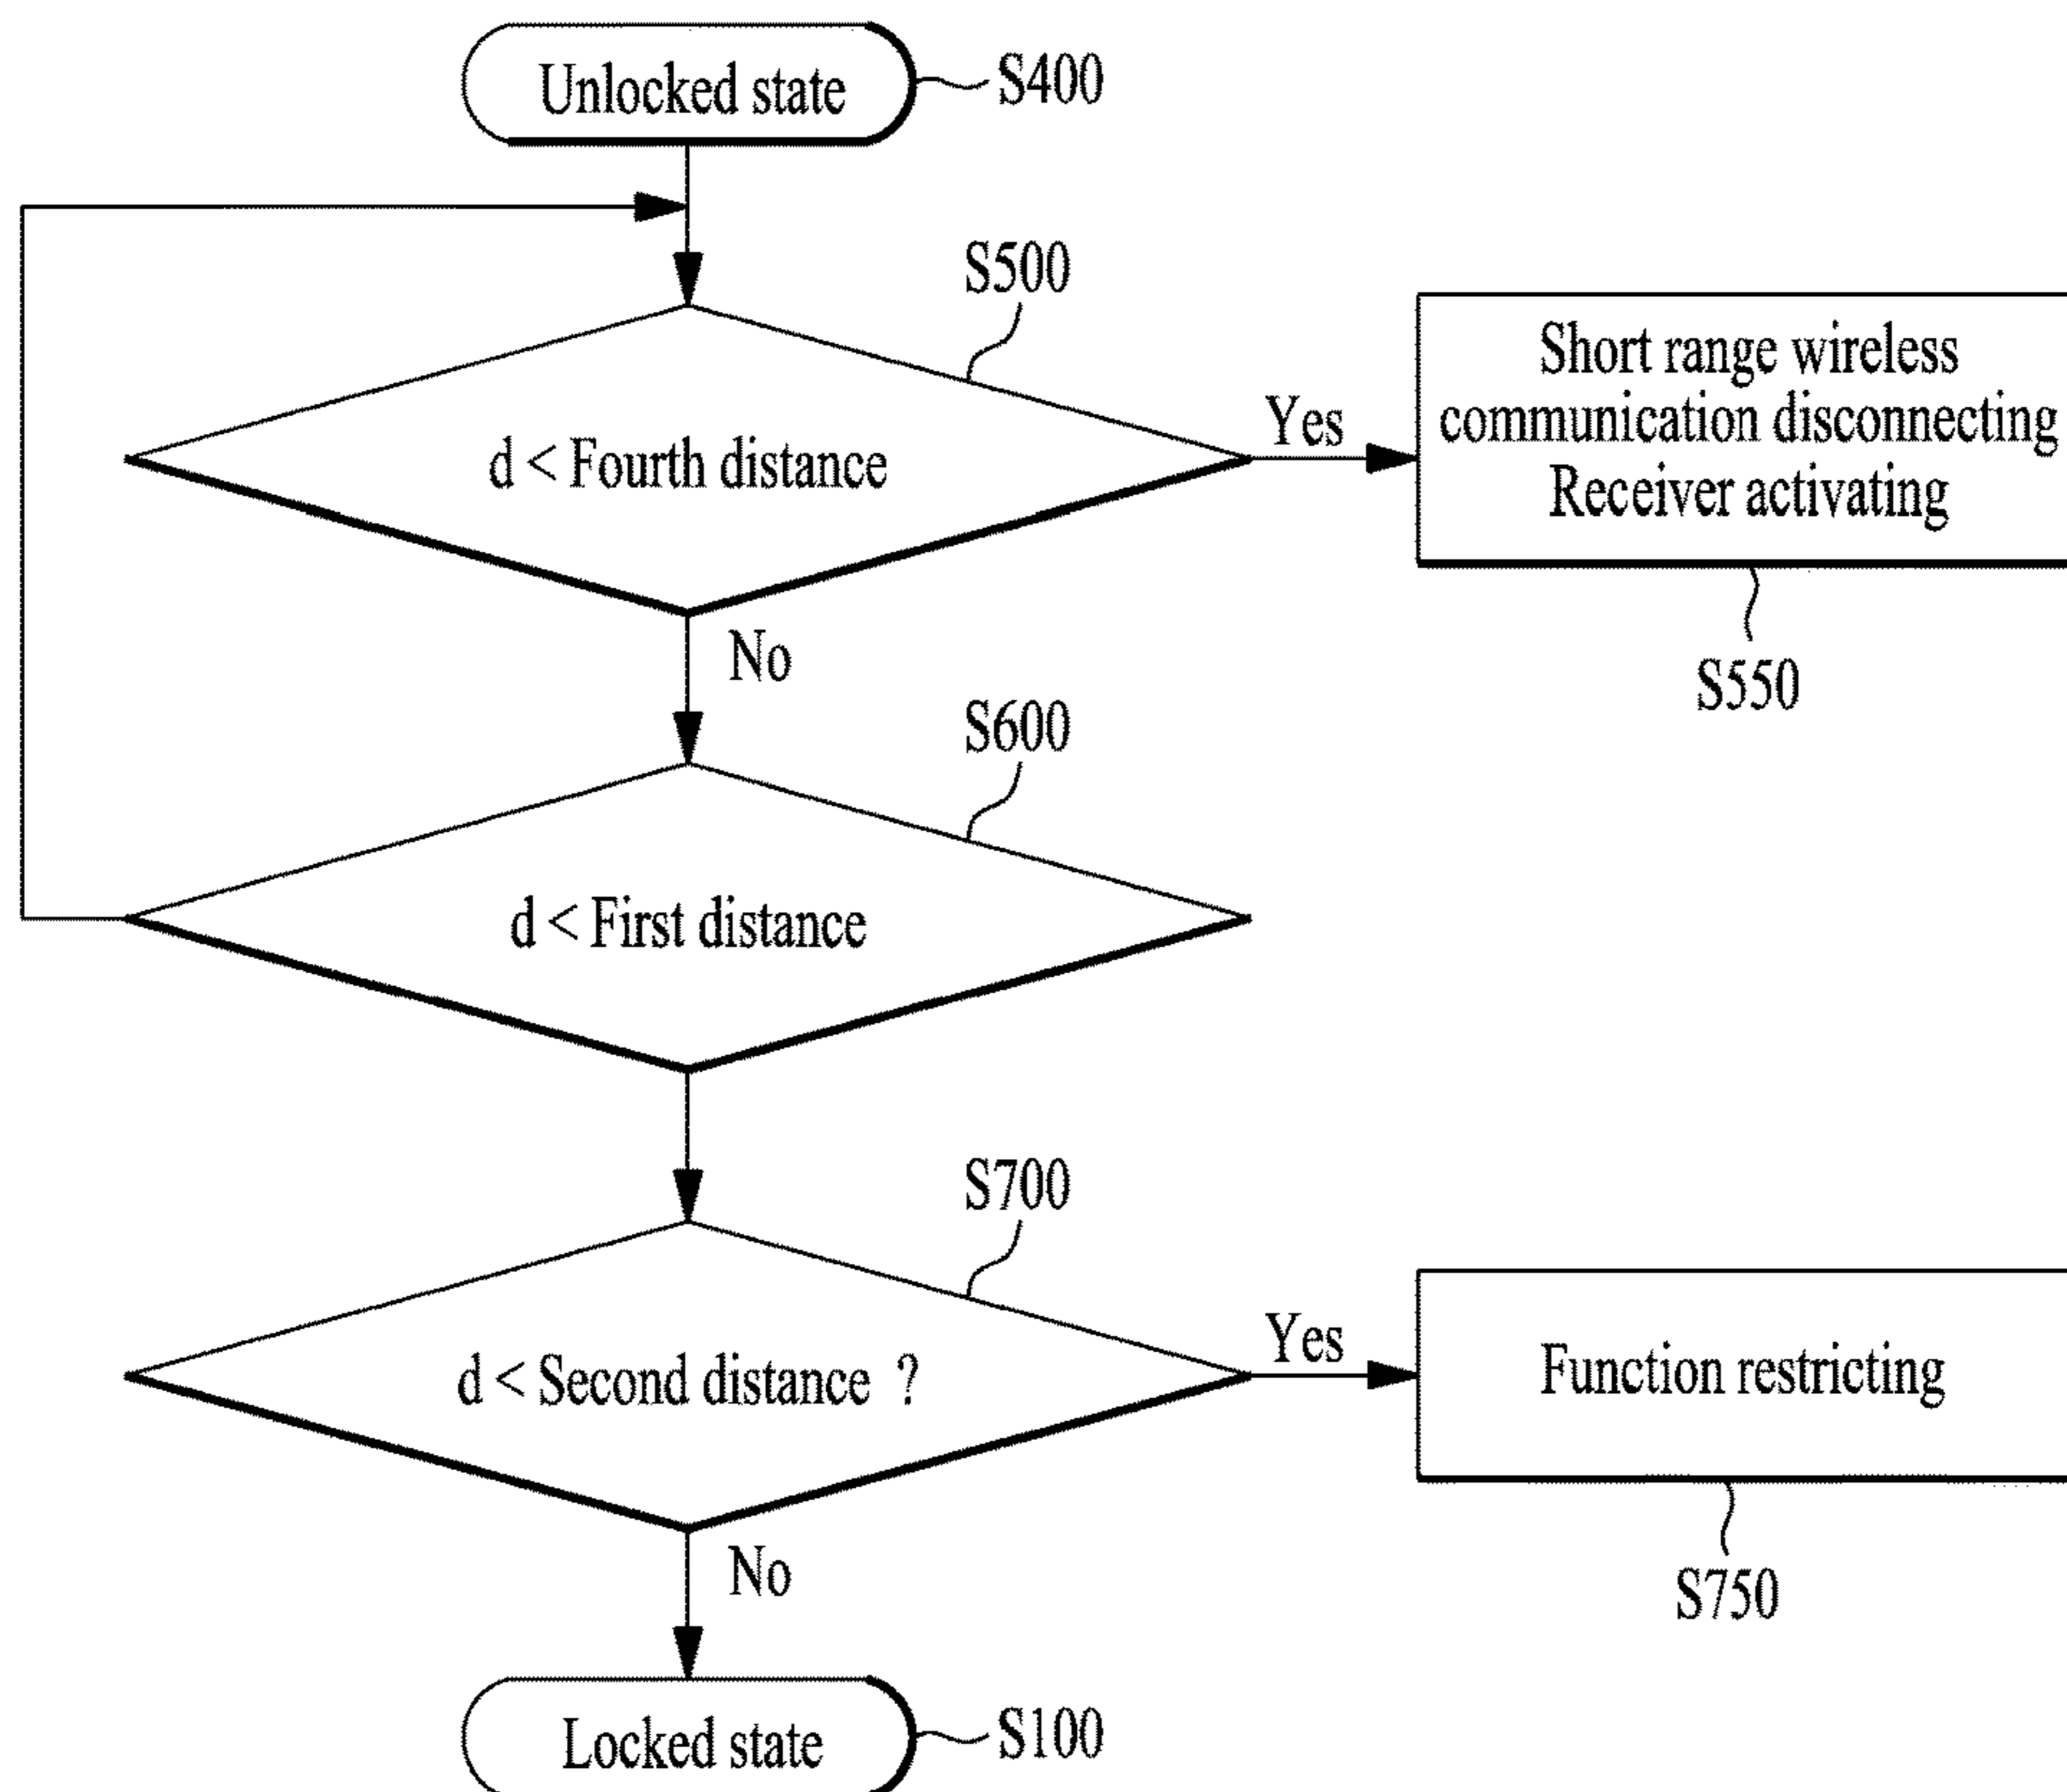 Unlocked state
S400
S500
d < Fourth distance
Yes
Short range wireless
communication disconnecting
Receiver activating
S550
No
S600
d < First distance
S700
d < Second distance ?
Yes
Function restricting
S750
No
Locked state
S100